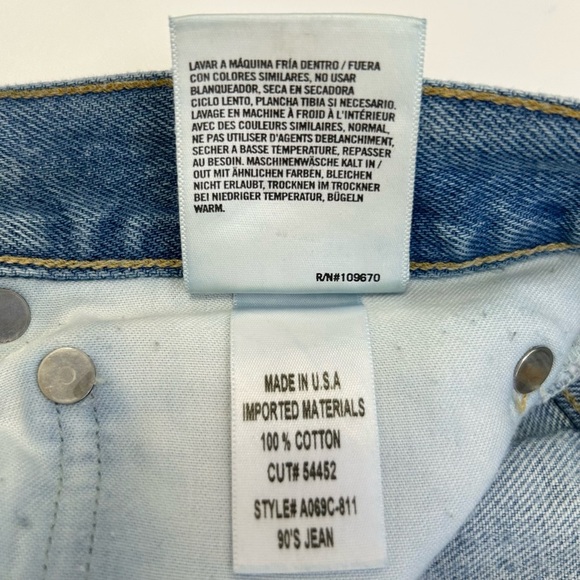 LAVAR A MÁQUINA FRÍA DENTRO / FUERA
CON COLORES SIMILARES, NO USAR
BLANQUEADOR, SECA EN SECADORA
CICLO LENTO, PLANCHA TIBIA SI NECESARIO.
LAVAGE EN MACHINE À FROID À L'INTÉRIEUR
AVEC DES COULEURS SIMILAIRES, NORMAL,
NE PAS UTILISER D'AGENTS DEBLANCHIMENT,
SECHER A BASSE TEMPERATURE, REPASSER
AU BESOIN. MASCHINENWÄSCHE KALT IN /
OUT MIT ÄHNLICHEN FARBEN, BLEICHEN
NICHT ERLAUBT, TROCKNEN IM TROCKNER
BEI NIEDRIGER TEMPERATUR, BÜGELN
WARM.
R/N#109670
MADE IN U.S.A
IMPORTED MATERIALS
100 % COTTON
CUT# 54452
STYLE# A069C-811
90'S JEAN